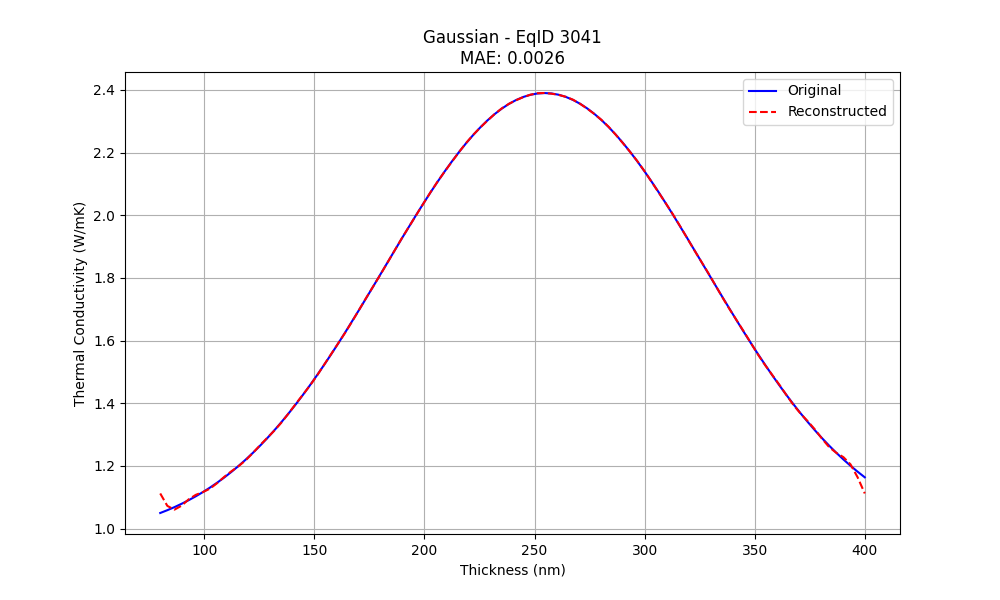 Gaussian - EqID 3041
MAE: 0.0026
Original
Reconstructed
Thermal Conductivity (W/mK)
2.4
2.2
2.0
1.8
1.6
1.4
1.2
1.0
100 150 200 250 300 350 400
Thickness (nm)